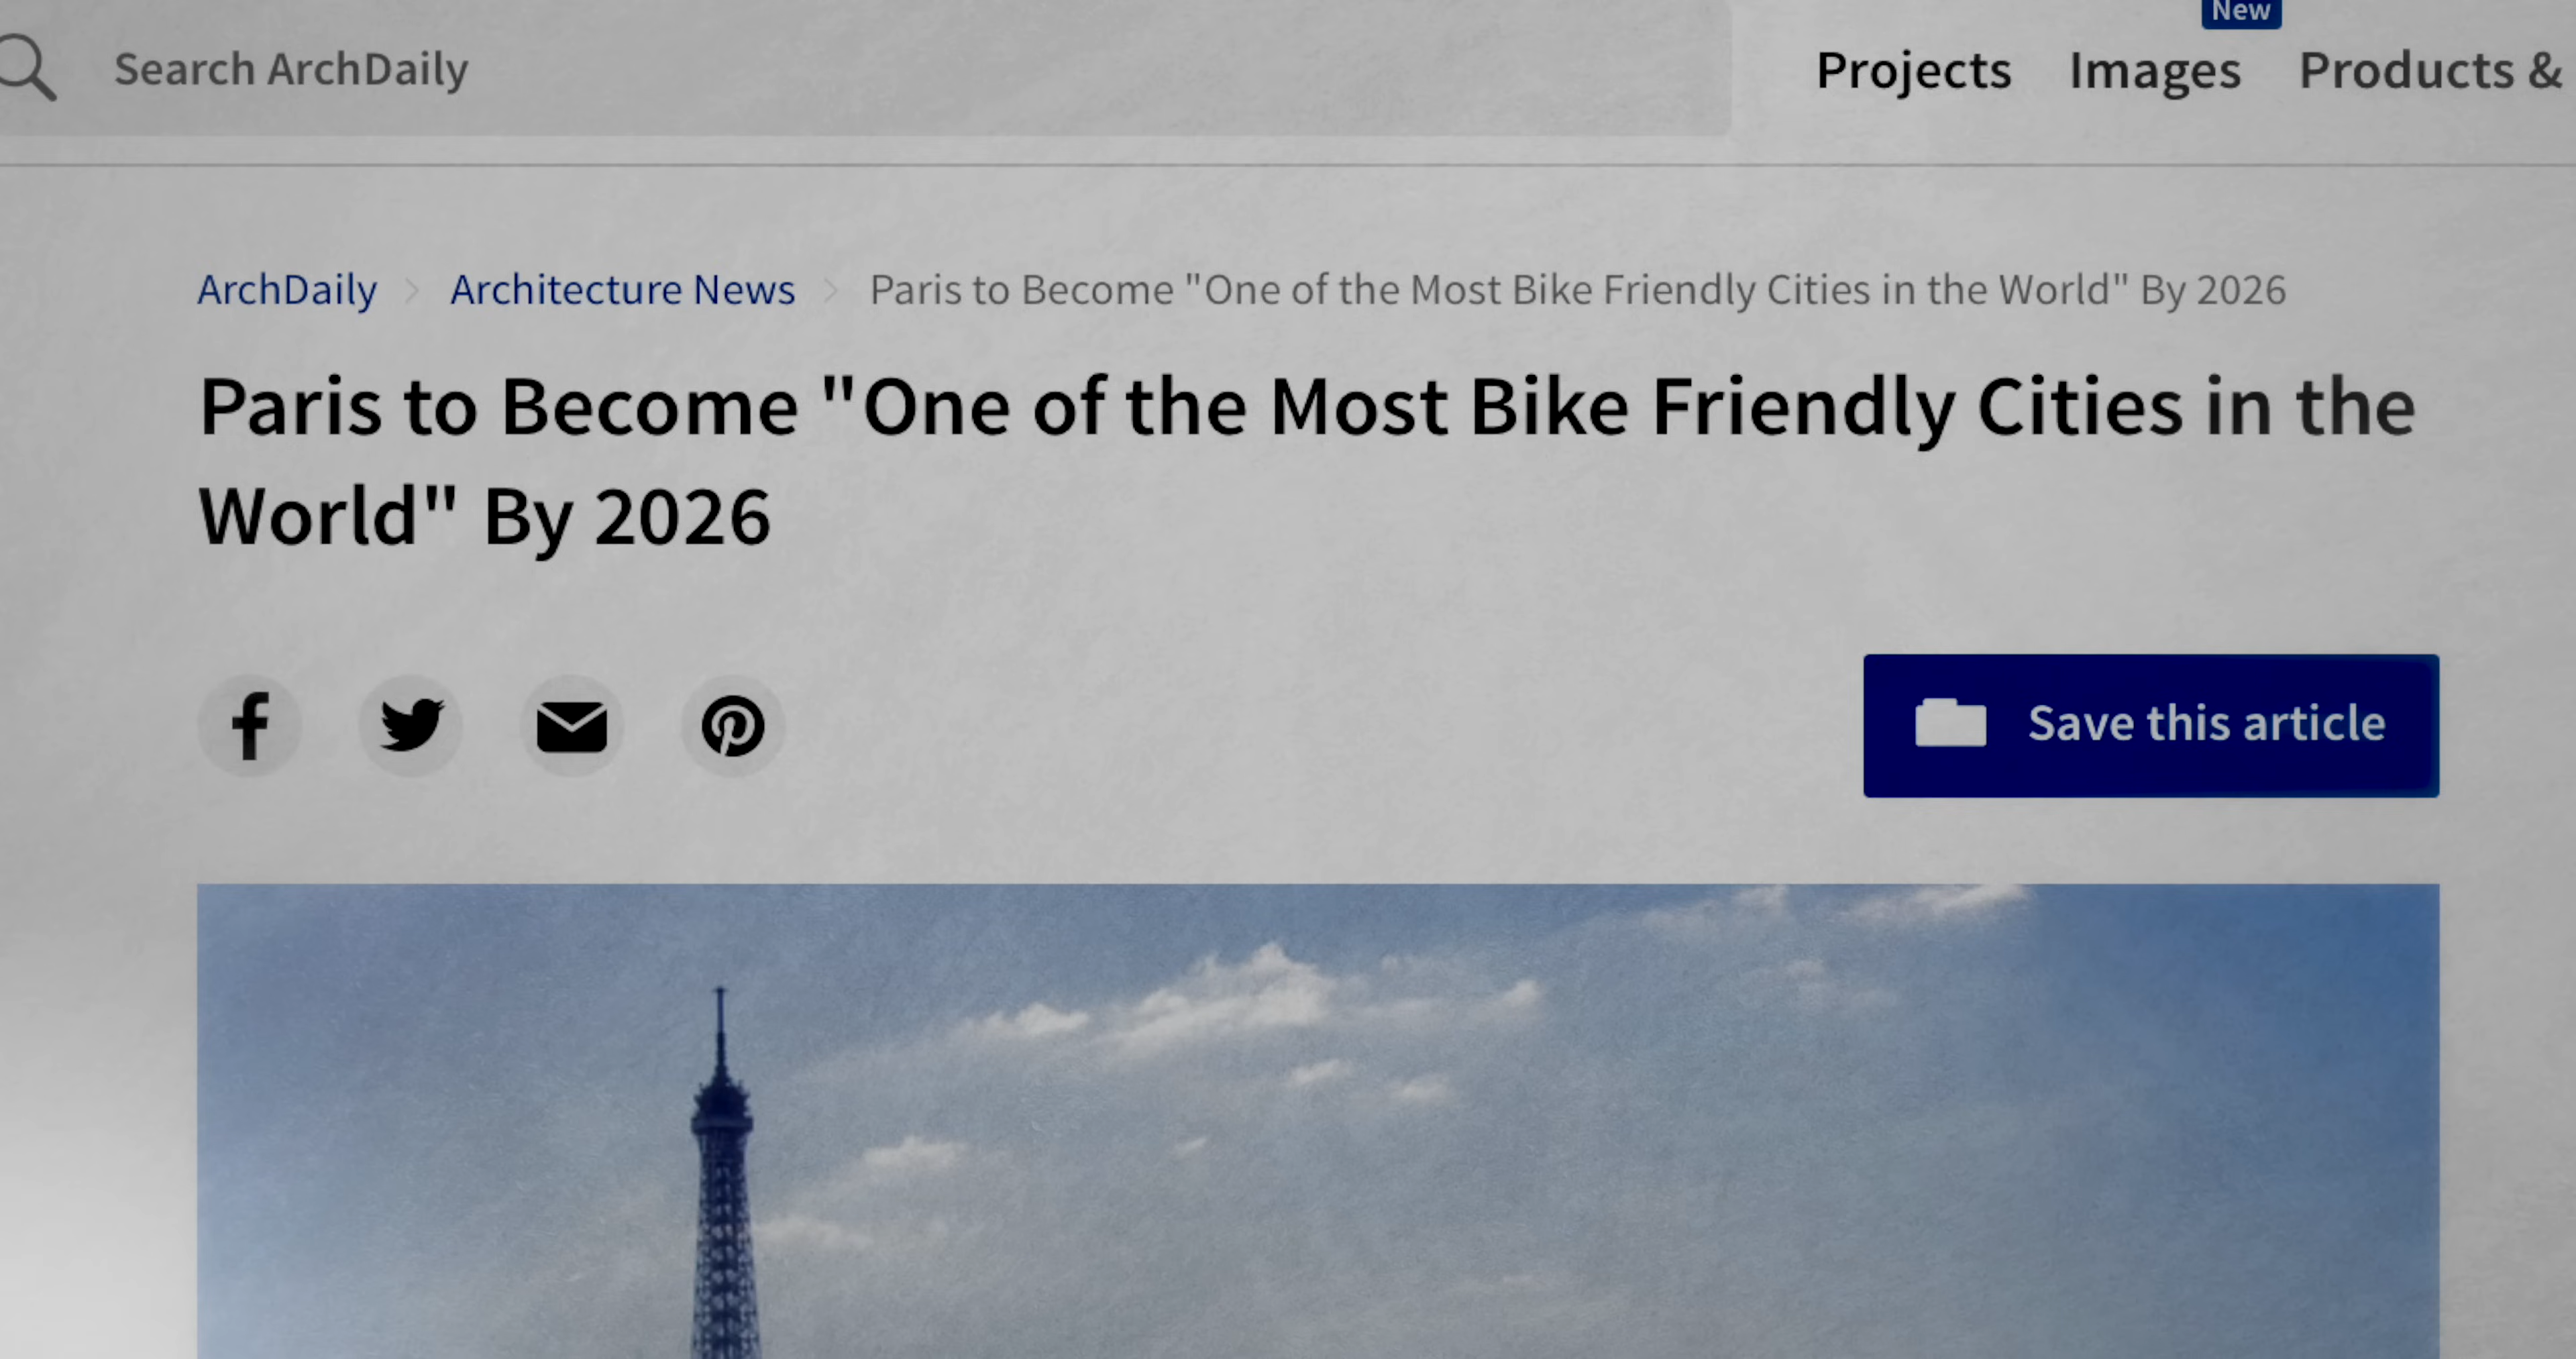 New
Search ArchDaily
Projects Images Products &
ArchDaily > Architecture News > Paris to Become "One of the Most Bike Friendly Cities in the World" By 2026
Paris to Become "One of the Most Bike Friendly Cities in the
World" By 2026
Save this article